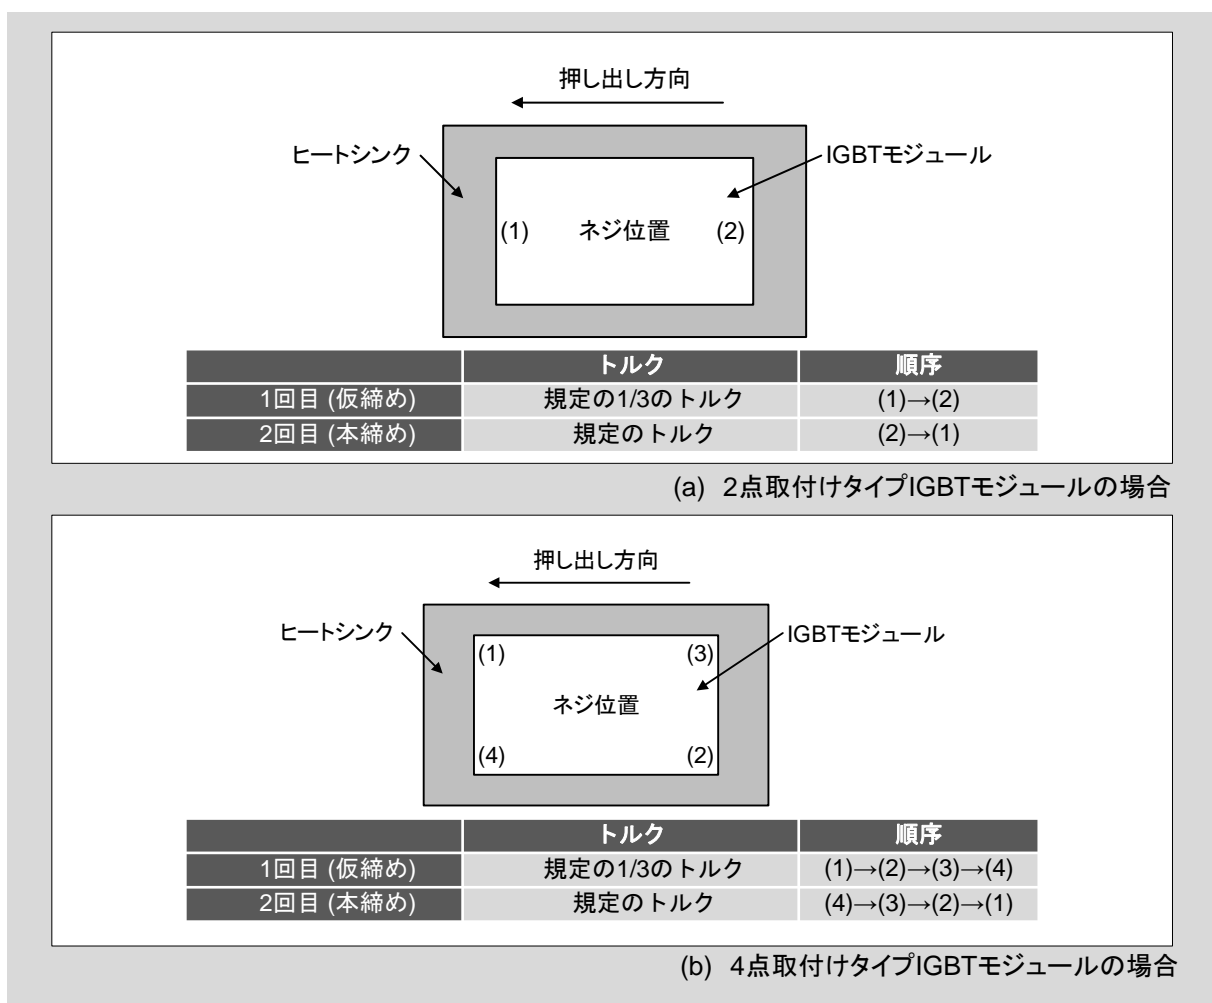 押し出し方向
ヒートシンク
IGBTモジュール
(1) ネジ位置 (2)
トルク 順序
1回目 (仮締め) 規定の1/3のトルク (1)→(2)
2回目 (本締め) 規定のトルク (2)→(1)
(a) 2点取付けタイプIGBTモジュールの場合
押し出し方向
ヒートシンク
IGBTモジュール
(1) (3)
ネジ位置
(4) (2)
トルク 順序
1回目 (仮締め) 規定の1/3のトルク (1)→(2)→(3)→(4)
2回目 (本締め) 規定のトルク (4)→(3)→(2)→(1)
(b) 4点取付けタイプIGBTモジュールの場合